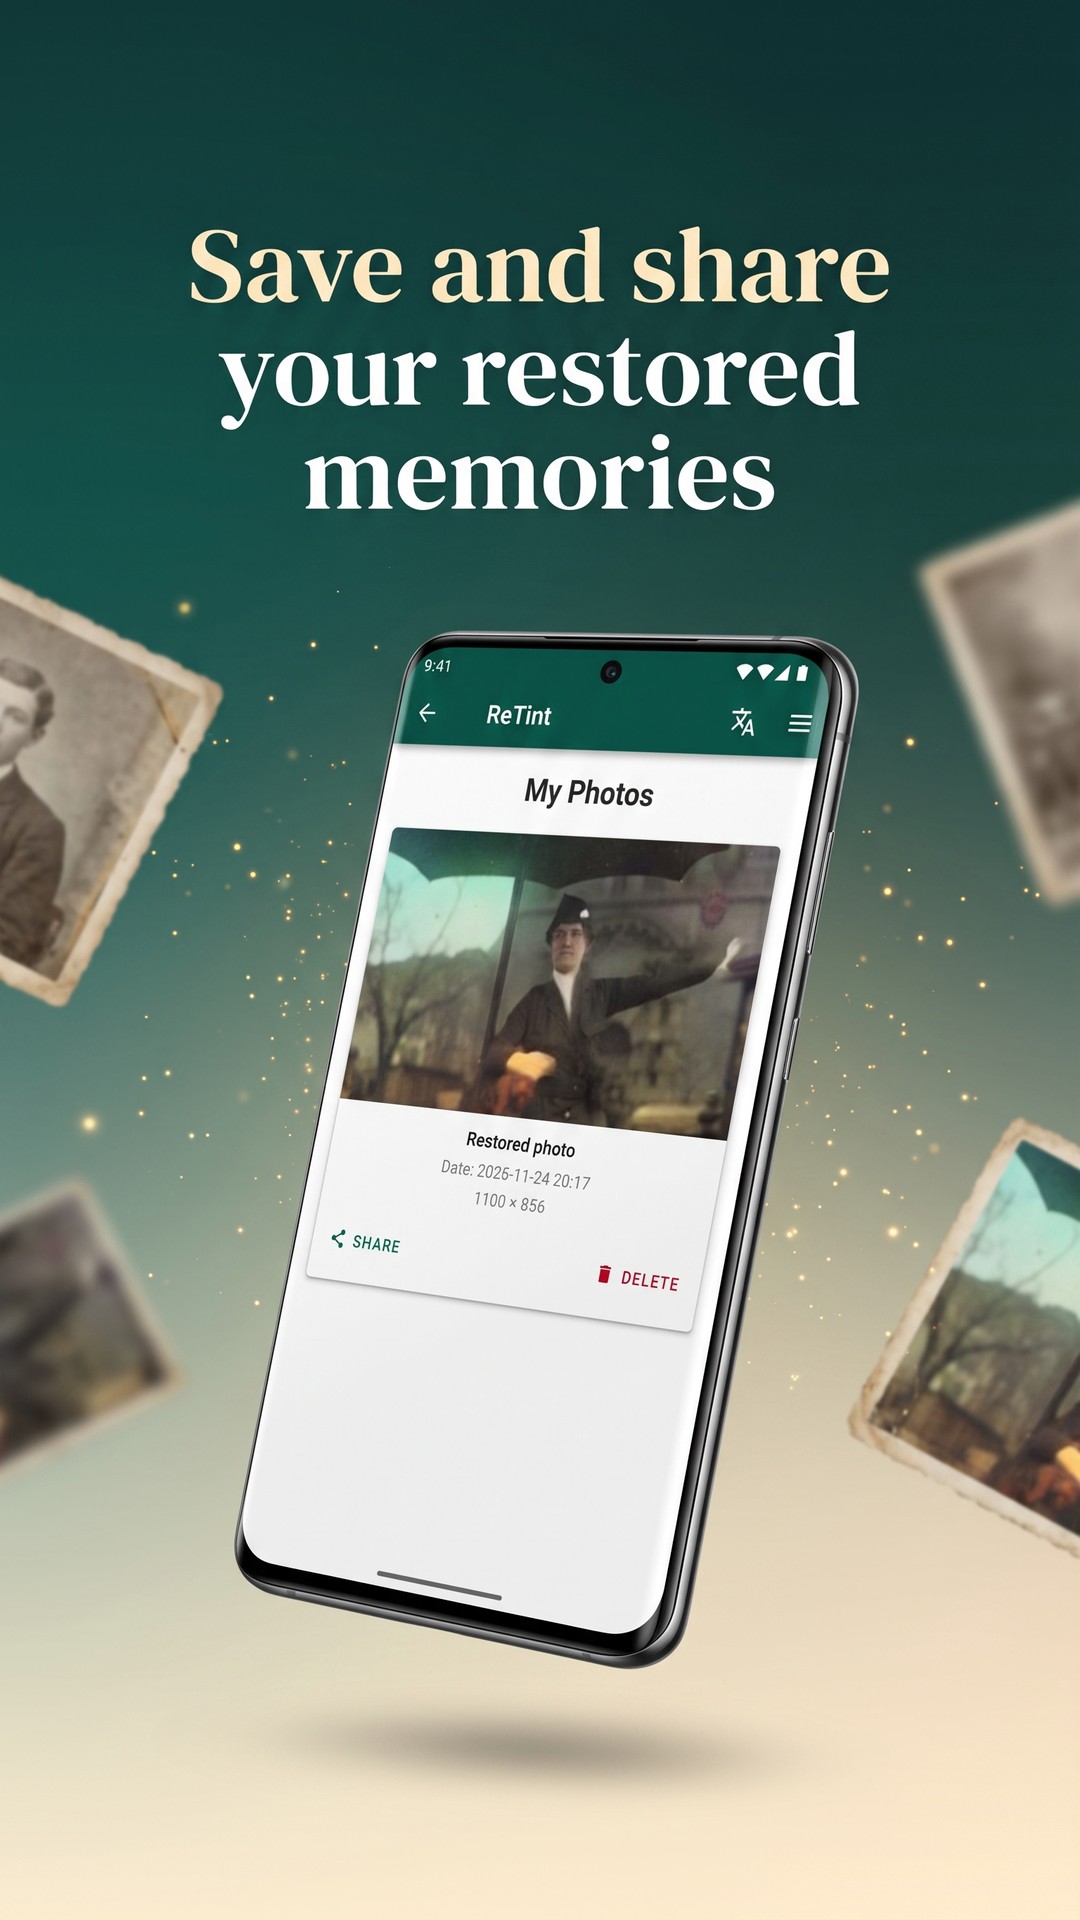 Save and share
your restored
memories
9:41
ReTint
My Photos
Restored photo
Date: 2025-11-24 20:17
1100 × 856
SHARE
DELETE